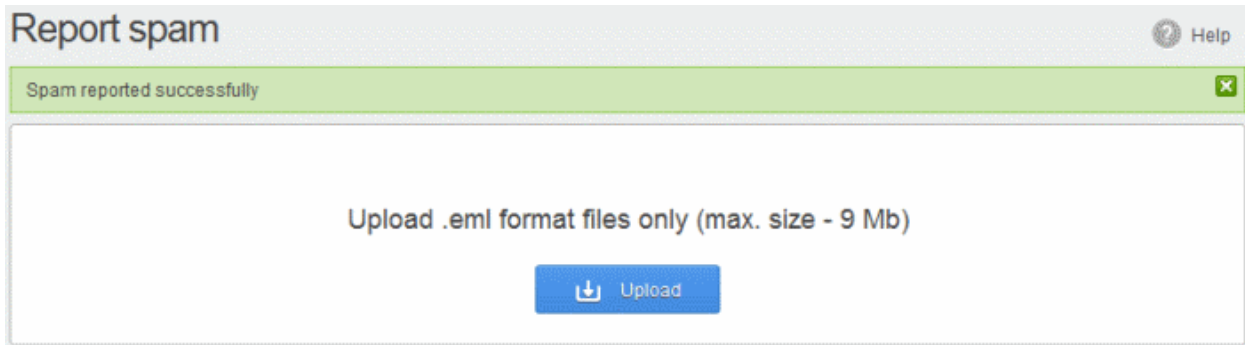 Report spam
Help
Spam reported successfully
Upload .eml format files only (max. size - 9 Mb)
Upload